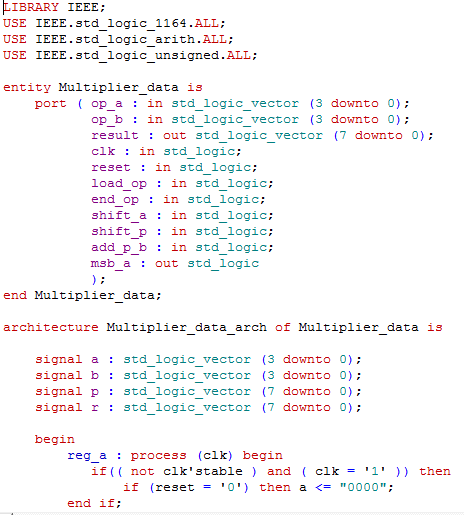 LIBRARY IEEE;
USE IEEE.std_logic_1164.ALL;
USE IEEE.std_logic_arith.ALL;
USE IEEE.std_logic_unsigned.ALL;
entity Multiplier_data is
port ( op_a : in std_logic_vector (3 downto 0);
op_b : in std_logic_vector (3 downto 0);
result : out std_logic_vector (7 downto 0);
clk : in std_logic;
reset : in std_logic;
load_op : in std_logic;
end_op : in std_logic;
shift_a : in std_logic;
shift_p : in std_logic;
add_p_b : in std_logic;
msb_a : out std_logic
);
end Multiplier_data;
architecture Multiplier_data_arch of Multiplier_data is
signal a : std_logic_vector (3 downto 0);
signal b : std_logic_vector (3 downto 0);
signal p : std_logic_vector (7 downto 0);
signal r : std_logic_vector (7 downto 0);
begin
reg_a : process (clk) begin
if(( not clk'stable ) and ( clk = '1' )) then
if (reset = '0') then a <= "0000";
end if;